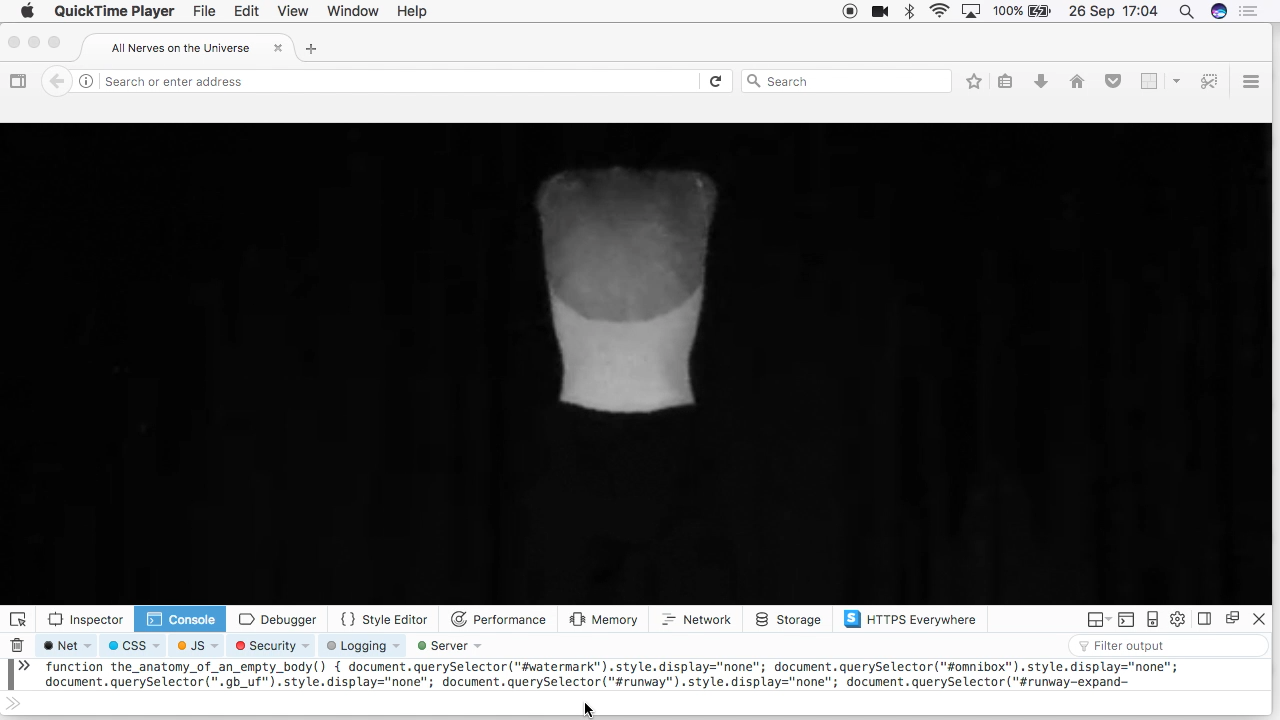 QuickTime Player File Edit View Window Help 100% 26 Sep 17:04
All Nerves on the Universe
Search or enter address Search
Inspector Console Debugger Style Editor Performance Memory Network Storage S HTTPS Everywhere
Net CSS JS Security Logging Server Filter output
function the_anatomy_of_an_empty_body() { document.querySelector("#watermark").style.display="none"; document.querySelector("#omnibox").style.display="none";
document.querySelector(".gb_uf").style.display="none"; document.querySelector("#runway").style.display="none"; document.querySelector("#runway-expand-